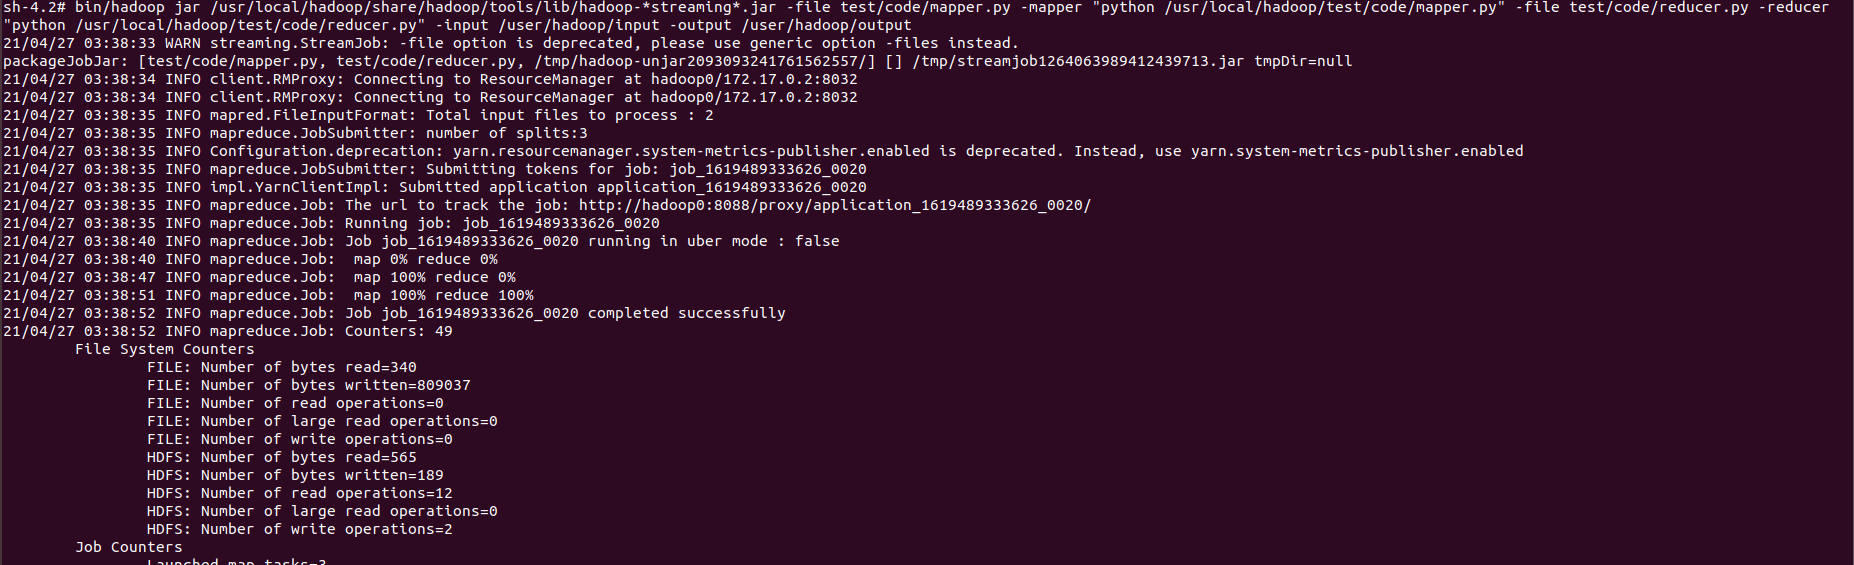 sh-4.2# bin/hadoop jar /usr/local/hadoop/share/hadoop/tools/lib/hadoop-*streaming*.jar -file test/code/mapper.py -mapper "python /usr/local/hadoop/test/code/mapper.py" -file test/code/reducer.py -reducer
"python /usr/local/hadoop/test/code/reducer.py" -input /user/hadoop/input -output /user/hadoop/output
21/04/27 03:38:33 WARN streaming.StreamJob: -file option is deprecated, please use generic option -files instead.
packageJobJar: [test/code/mapper.py, test/code/reducer.py, /tmp/hadoop-unjar2093093241761562557/] [] /tmp/streamjob1264063989412439713.jar tmpDir=null
21/04/27 03:38:34 INFO client.RMProxy: Connecting to ResourceManager at hadoop0/172.17.0.2:8032
21/04/27 03:38:34 INFO client.RMProxy: Connecting to ResourceManager at hadoop0/172.17.0.2:8032
21/04/27 03:38:35 INFO mapred.FileInputFormat: Total input files to process : 2
21/04/27 03:38:35 INFO mapreduce.JobSubmitter: number of splits:3
21/04/27 03:38:35 INFO Configuration.deprecation: yarn.resourcemanager.system-metrics-publisher.enabled is deprecated. Instead, use yarn.system-metrics-publisher.enabled
21/04/27 03:38:35 INFO mapreduce.JobSubmitter: Submitting tokens for job: job_1619489333626_0020
21/04/27 03:38:35 INFO impl.YarnClientImpl: Submitted application application_1619489333626_0020
21/04/27 03:38:35 INFO mapreduce.Job: The url to track the job: http://hadoop0:8088/proxy/application_1619489333626_0020/
21/04/27 03:38:35 INFO mapreduce.Job: Running job: job_1619489333626_0020
21/04/27 03:38:40 INFO mapreduce.Job: Job job_1619489333626_0020 running in uber mode : false
21/04/27 03:38:40 INFO mapreduce.Job:  map 0% reduce 0%
21/04/27 03:38:47 INFO mapreduce.Job:  map 100% reduce 0%
21/04/27 03:38:51 INFO mapreduce.Job:  map 100% reduce 100%
21/04/27 03:38:52 INFO mapreduce.Job: Job job_1619489333626_0020 completed successfully
21/04/27 03:38:52 INFO mapreduce.Job: Counters: 49
File System Counters
FILE: Number of bytes read=340
FILE: Number of bytes written=809037
FILE: Number of read operations=0
FILE: Number of large read operations=0
FILE: Number of write operations=0
HDFS: Number of bytes read=565
HDFS: Number of bytes written=189
HDFS: Number of read operations=12
HDFS: Number of large read operations=0
HDFS: Number of write operations=2
Job Counters
Launched map tasks=3